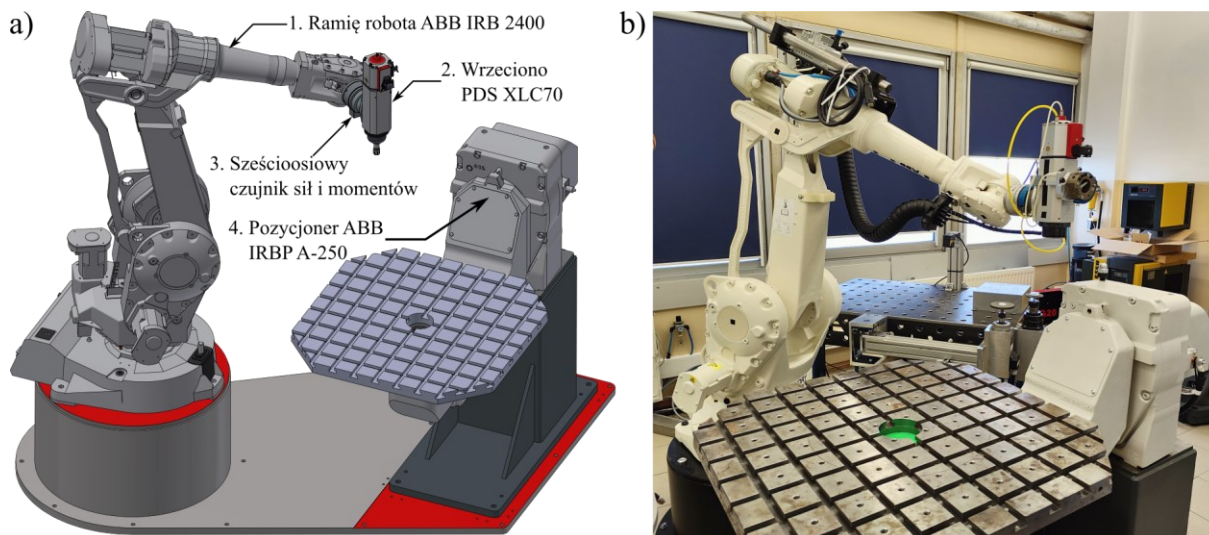 a)
1. Ramię robota ABB IRB 2400
2. Wrzeciono
PDS XLC70
3. Sześcioosiowy
czujnik sił i momentów
4. Pozycjoner ABB
IRBP A-250
b)